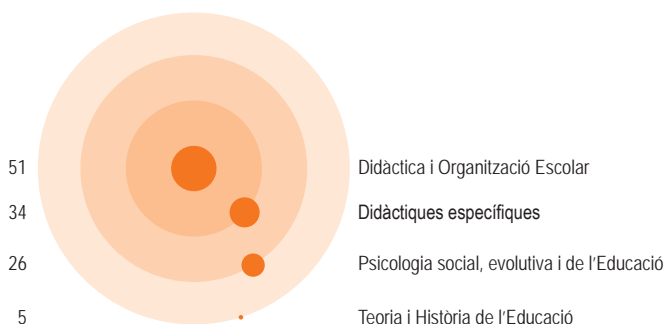 51 Didàctica i Organització Escolar
34 Didàctiques específiques
26 Psicologia social, evolutiva i de l'Educació
5 Teoria i Història de l'Educació